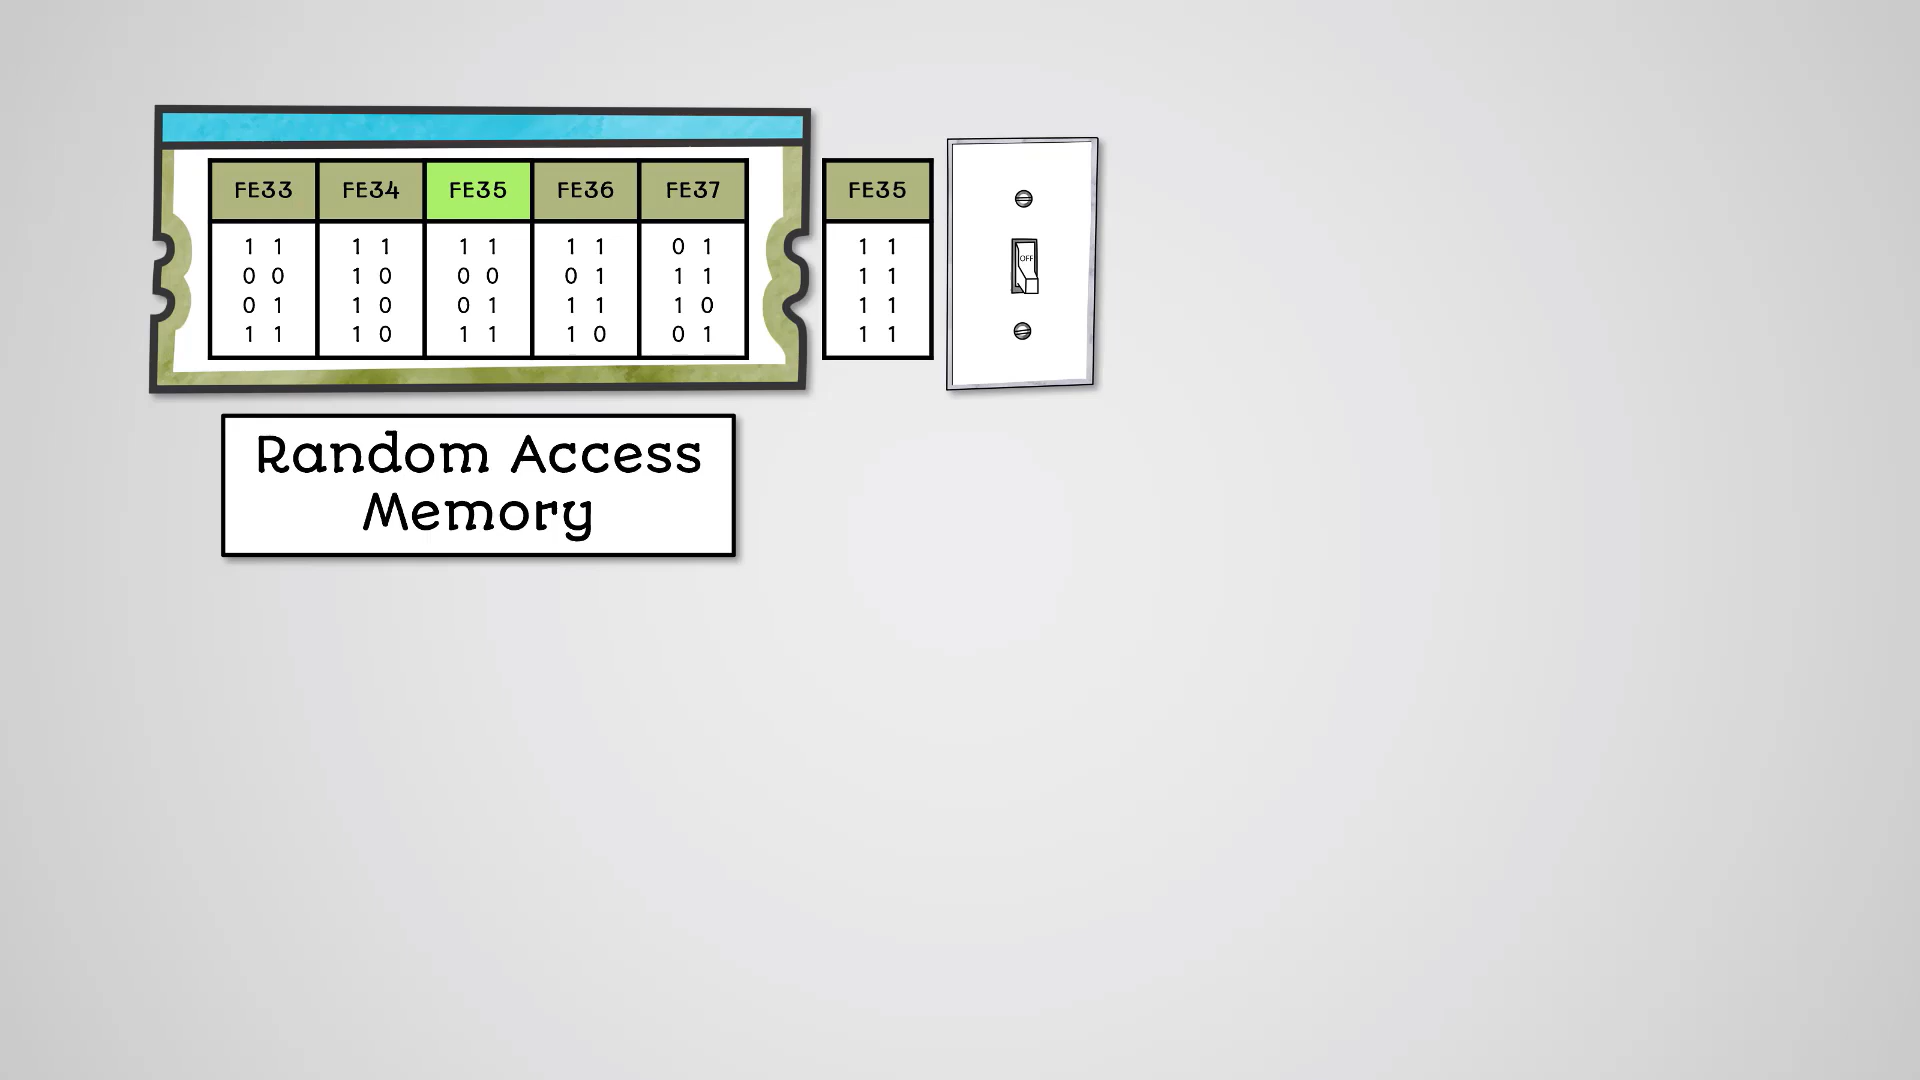 FE33 FE34 FE35 FE36 FE37
1 1 1 1 1 1 1 1 0 1
0 0 1 0 0 0 0 1 1 1
0 1 1 0 0 1 1 1 1 0
1 1 1 0 1 1 1 0 0 1
FE35
1 1
1 1
1 1
1 1
OFF
Random Access
Memory